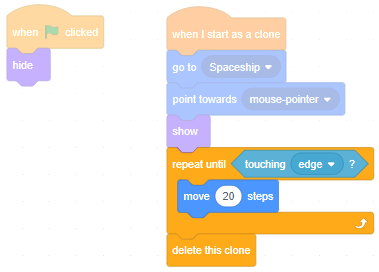 when clicked
hide
when I start as a clone
go to Spaceship
point towards mouse-pointer
show
repeat until touching edge ?
move 20 steps
delete this clone